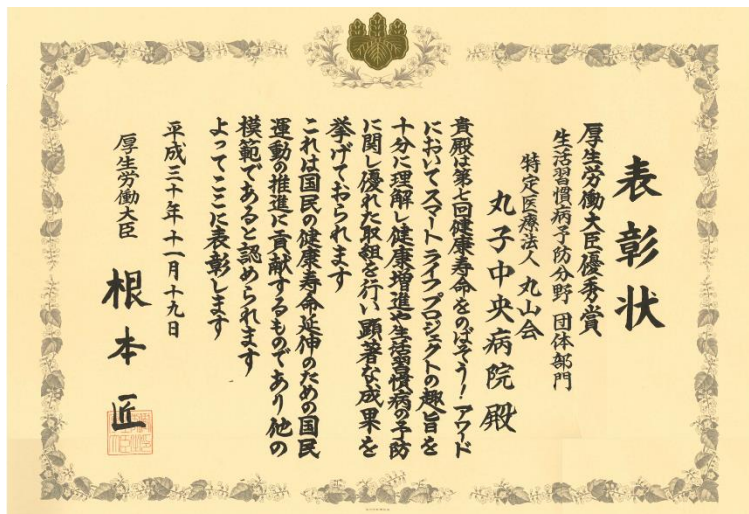 表彰状
厚生労働大臣優秀賞
生活習慣病予防分野 団体部門
特定医療法人 丸山会
丸子中央病院 殿
貴殿は第七回健康寿命をのばそう！アワード
においてスマートライフプロジェクトの趣旨を
十分に理解し健康増進や生活習慣病の予防
に関し優れた取組を行い顕著な成果を
挙げておられます
これは国民の健康寿命延伸のための国民
運動の推進に貢献するものであり他の
模範であると認められます
よってここに表彰します
平成三十年十一月十九日
厚生労働大臣 根本 匠